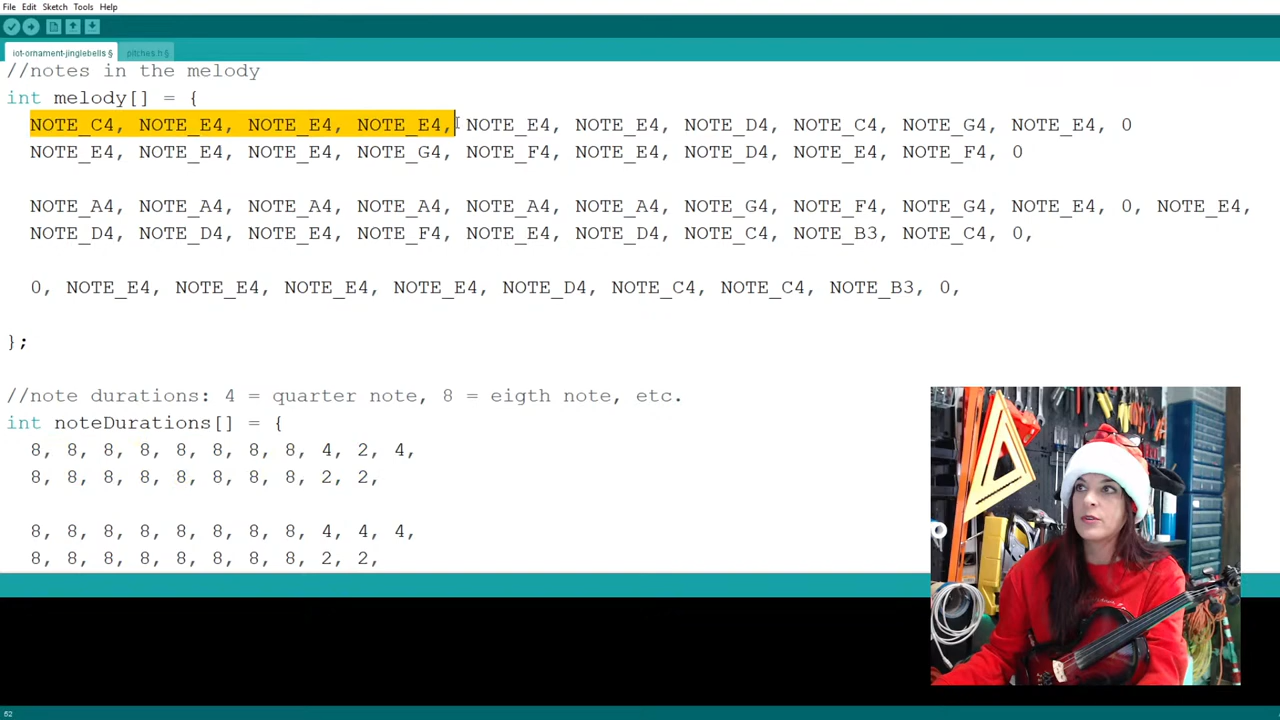 File Edit Sketch Tools Help
iot-ornament-jinglebells § pitches.h §
//notes in the melody
int melody[] = {
NOTE_C4, NOTE_E4, NOTE_E4, NOTE_E4, NOTE_E4, NOTE_E4, NOTE_D4, NOTE_C4, NOTE_G4, NOTE_E4, 0
NOTE_E4, NOTE_E4, NOTE_E4, NOTE_G4, NOTE_F4, NOTE_E4, NOTE_D4, NOTE_E4, NOTE_F4, 0
NOTE_A4, NOTE_A4, NOTE_A4, NOTE_A4, NOTE_A4, NOTE_A4, NOTE_G4, NOTE_F4, NOTE_G4, NOTE_E4, 0, NOTE_E4,
NOTE_D4, NOTE_D4, NOTE_E4, NOTE_F4, NOTE_E4, NOTE_D4, NOTE_C4, NOTE_B3, NOTE_C4, 0,
0, NOTE_E4, NOTE_E4, NOTE_E4, NOTE_E4, NOTE_D4, NOTE_C4, NOTE_C4, NOTE_B3, 0,
};
//note durations: 4 = quarter note, 8 = eigth note, etc.
int noteDurations[] = {
8, 8, 8, 8, 8, 8, 8, 8, 4, 2, 4,
8, 8, 8, 8, 8, 8, 8, 8, 2, 2,
8, 8, 8, 8, 8, 8, 8, 8, 4, 4, 4,
8, 8, 8, 8, 8, 8, 8, 8, 2, 2,
52